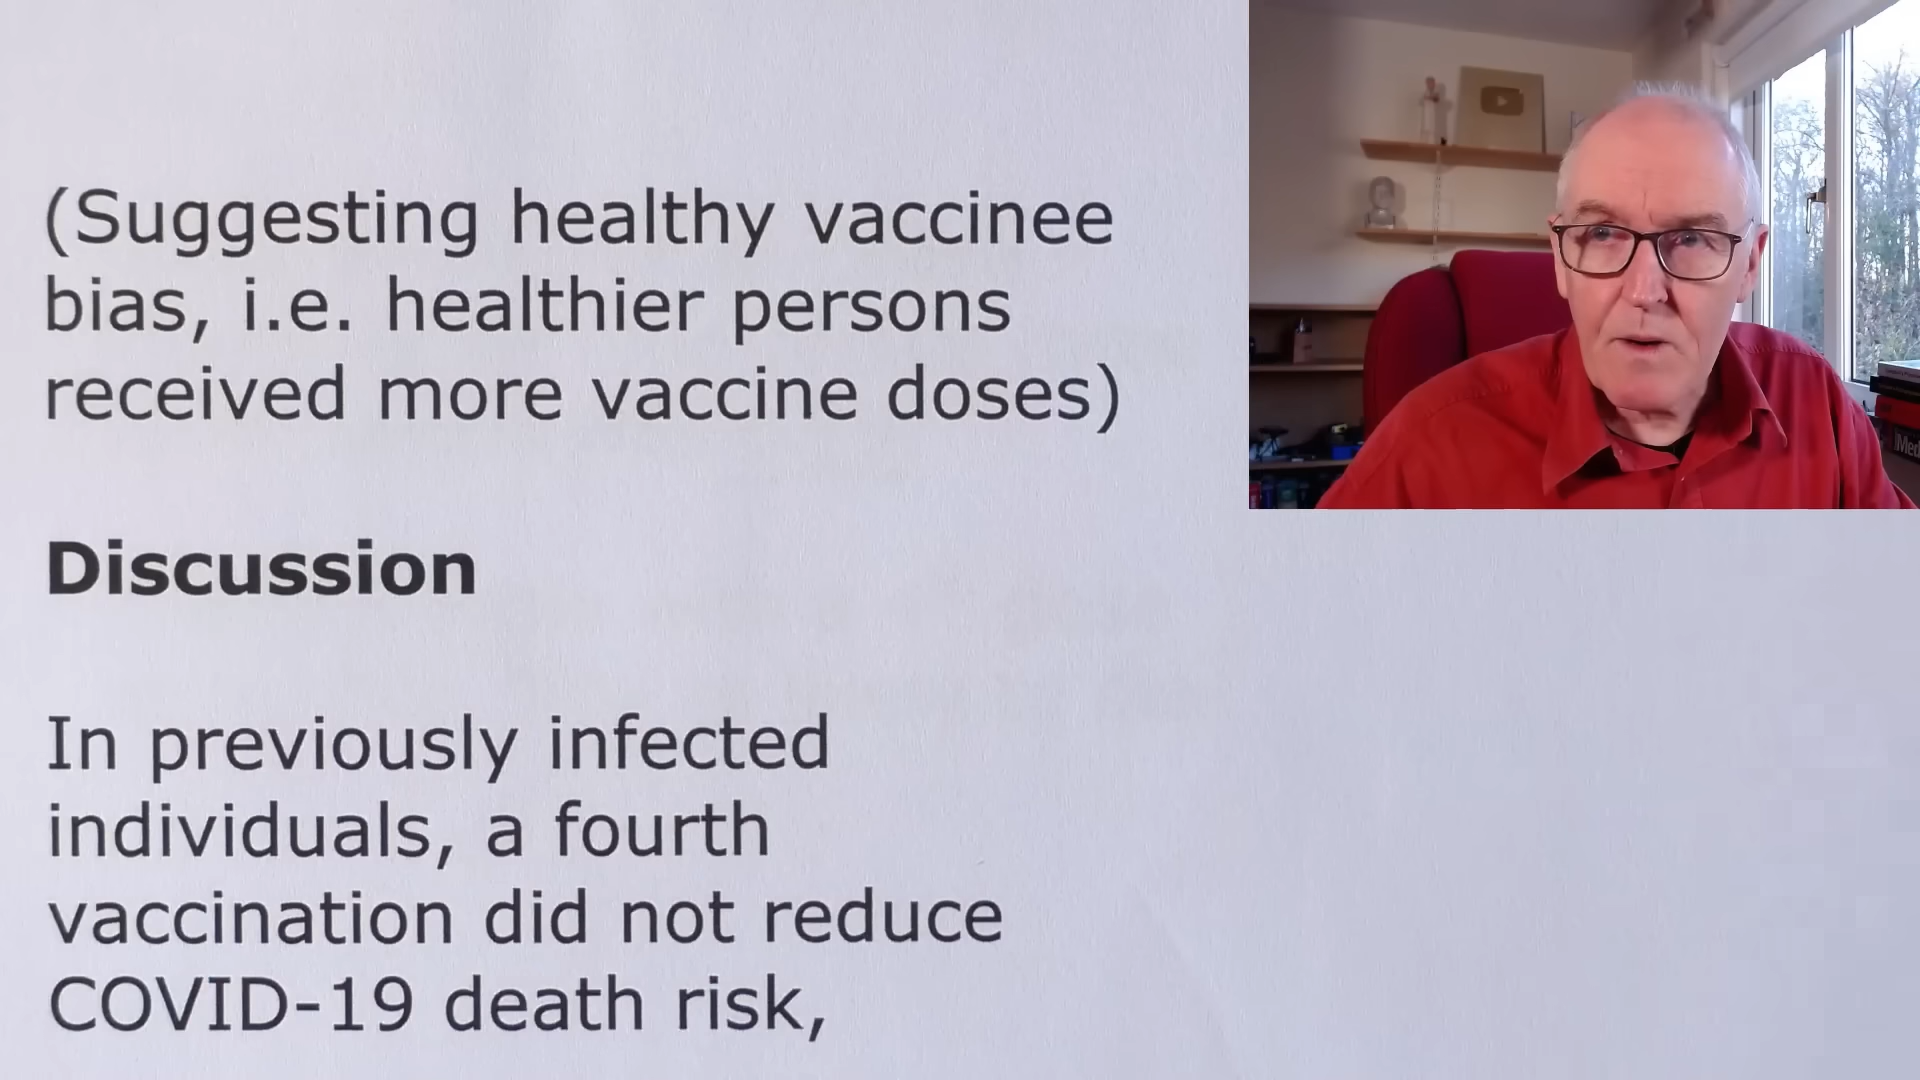 (Suggesting healthy vaccinee
bias, i.e. healthier persons
received more vaccine doses)
Discussion
In previously infected
individuals, a fourth
vaccination did not reduce
COVID-19 death risk,